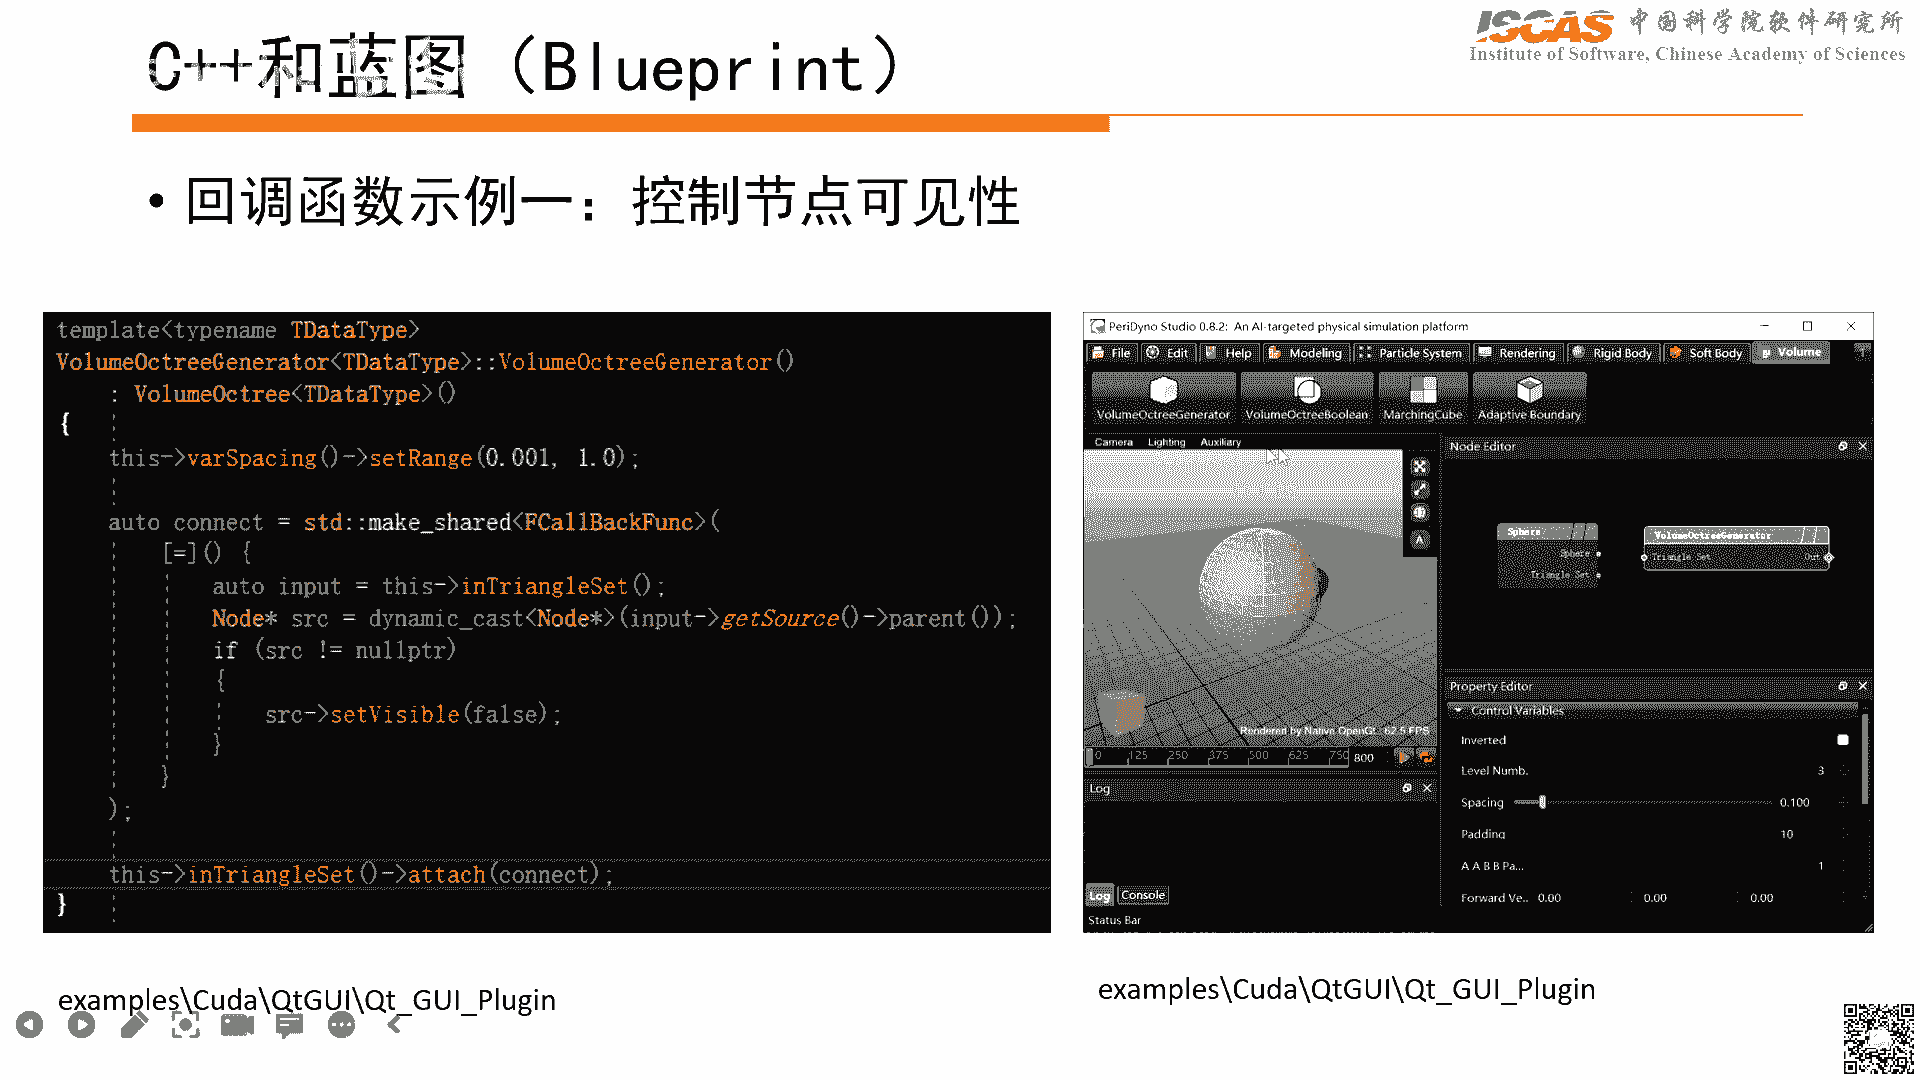 ISCAS 中国科学院软件研究所
Institute of Software, Chinese Academy of Sciences
C++和蓝图（Blueprint）
• 回调函数示例一：控制节点可见性
template<typename TDataType>
VolumeOctreeGenerator<TDataType>::VolumeOctreeGenerator()
: VolumeOctree<TDataType>()
{
this->varSpacing()->setRange(0.001, 1.0);
auto connect = std::make_shared<FCallBackFunc>(
[=]() {
auto input = this->inTriangleSet();
Node* src = dynamic_cast<Node*>(input->getSource()->parent());
if (src != nullptr)
{
src->setVisible(false);
}
}
);
this->inTriangleSet()->attach(connect);
}
examples\Cuda\QtGUI\Qt_GUI_Plugin
PeriDyno Studio 0.8.2: An AI-targeted physical simulation platform
File Edit Help Modeling Particle System Rendering Rigid Body Soft Body Volume
VolumeOctreeGenerator VolumeOctreeBoolean MarchingCube Adaptive Boundary
Camera Lighting Auxiliary
A
Rendered by Native OpenGL: 62.5 FPS
0 125 250 375 500 625 750 800
Log
Log Console
Status Bar
Node Editor
Sphere
Sphere
Triangle Set
VolumeOctreeGenerator
Triangle Set Out
Property Editor
Control Variables
Inverted
Level Numb. 3
Spacing 0.100
Padding 10
A A B B Pa... 1
Forward Ve.. 0.00 0.00 0.00
examples\Cuda\QtGUI\Qt_GUI_Plugin